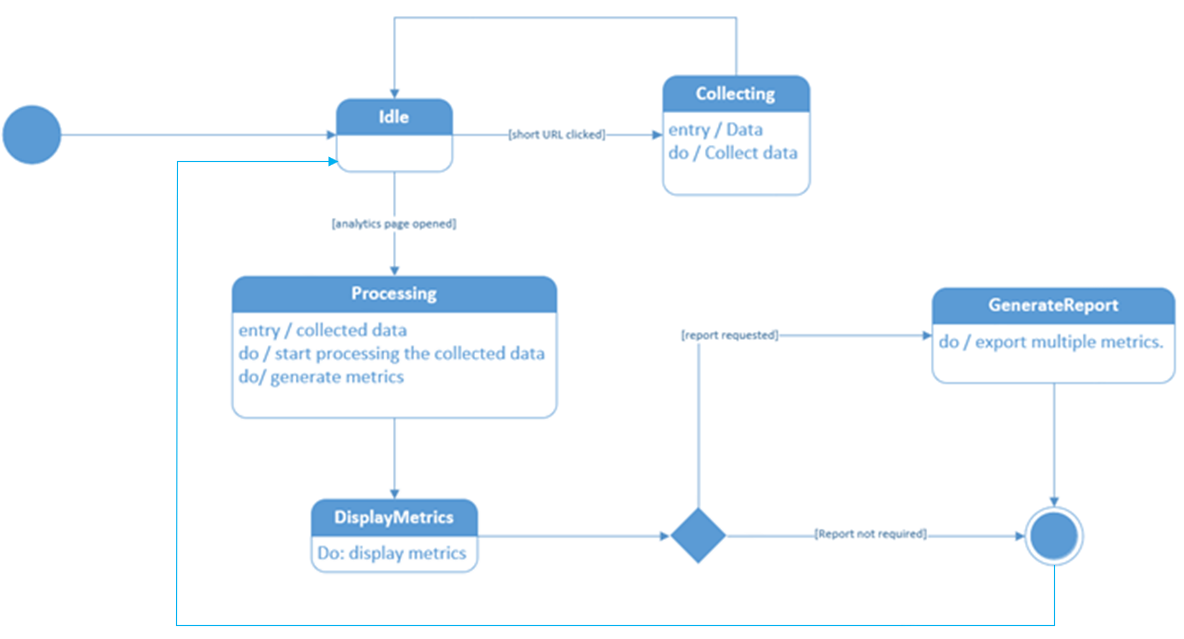 Idle
[short URL clicked]
Collecting
entry / Data
do / Collect data
[analytics page opened]
Processing
entry / collected data
do / start processing the collected data
do/ generate metrics
[report requested]
GenerateReport
do / export multiple metrics.
DisplayMetrics
Do: display metrics
[Report not required]